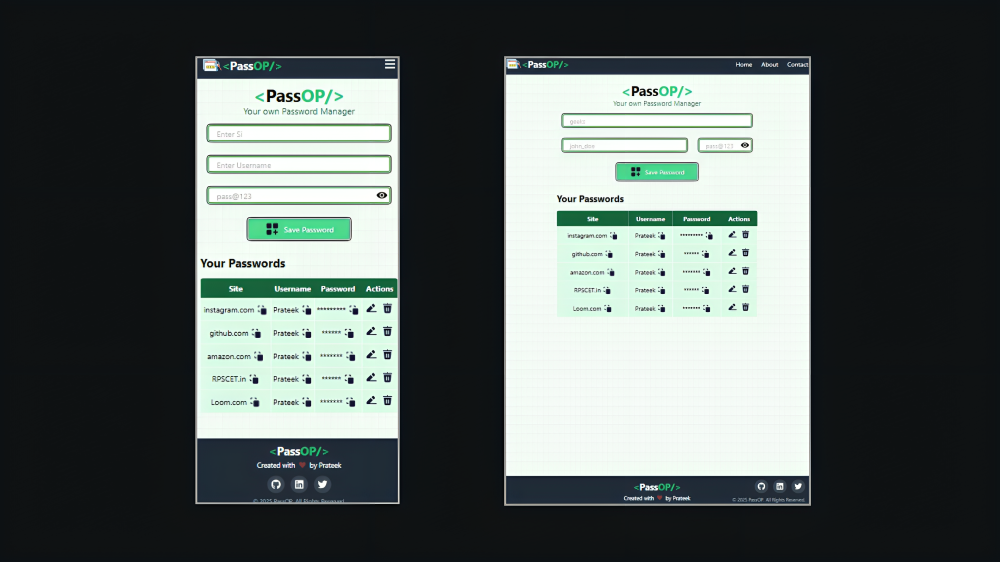 <PassOP/>
<PassOP/>
Your own Password Manager
Enter Si
Enter Username
pass@123
Save Password
Your Passwords
Site Username Password Actions
instagram.com Prateek *********
github.com Prateek ******
amazon.com Prateek *******
RPSCET.in Prateek ******
Loom.com Prateek *******
<PassOP/>
Created with ♥ by Prateek
© 2025 PassOP. All Rights Reserved.
<PassOP/> Home About Contact
<PassOP/>
Your own Password Manager
john_doe pass@123
Save Password
Your Passwords
Site Username Password Actions
instagram.com Prateek *********
github.com Prateek ******
amazon.com Prateek *******
RPSCET.in Prateek ******
Loom.com Prateek *******
<PassOP/>
Created with ♥ by Prateek
© 2025 PassOP. All Rights Reserved.